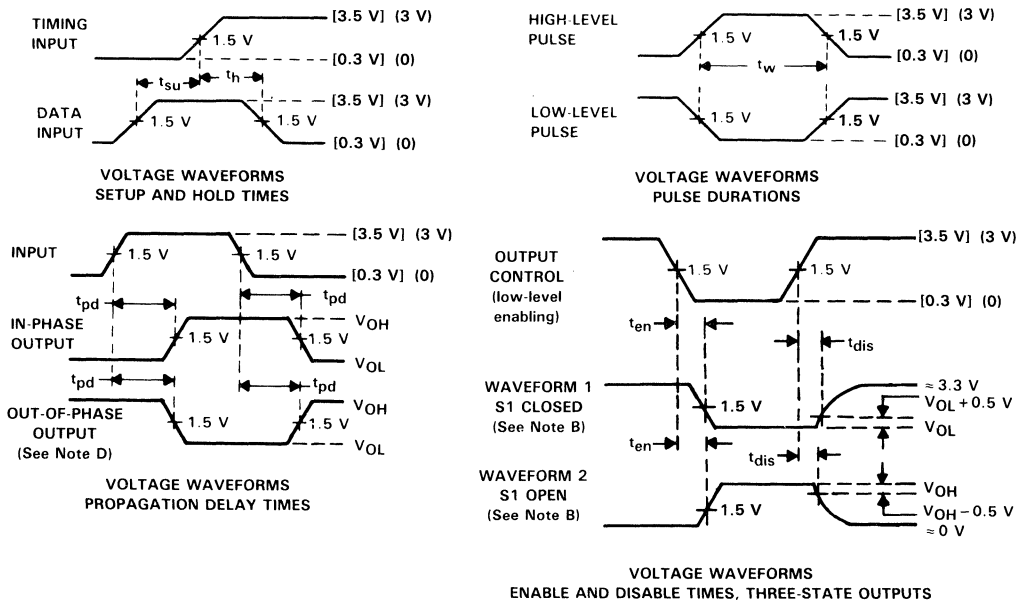 TIMING
INPUT
1.5 V
[3.5 V] (3 V)
[0.3 V] (0)
tsu
th
DATA
INPUT
1.5 V
1.5 V
[3.5 V] (3 V)
[0.3 V] (0)
VOLTAGE WAVEFORMS
SETUP AND HOLD TIMES
HIGH-LEVEL
PULSE
1.5 V
1.5 V
[3.5 V] (3 V)
[0.3 V] (0)
tw
LOW-LEVEL
PULSE
1.5 V
1.5 V
[3.5 V] (3 V)
[0.3 V] (0)
VOLTAGE WAVEFORMS
PULSE DURATIONS
INPUT
1.5 V
1.5 V
[3.5 V] (3 V)
[0.3 V] (0)
tpd
tpd
IN-PHASE
OUTPUT
1.5 V
1.5 V
VOH
VOL
tpd
tpd
OUT-OF-PHASE
OUTPUT
(See Note D)
1.5 V
1.5 V
VOH
VOL
VOLTAGE WAVEFORMS
PROPAGATION DELAY TIMES
OUTPUT
CONTROL
(low-level
enabling)
1.5 V
1.5 V
[3.5 V] (3 V)
[0.3 V] (0)
ten
tdis
WAVEFORM 1
S1 CLOSED
(See Note B)
1.5 V
≈ 3.3 V
VOL + 0.5 V
VOL
ten
tdis
WAVEFORM 2
S1 OPEN
(See Note B)
1.5 V
VOH
VOH − 0.5 V
≈ 0 V
VOLTAGE WAVEFORMS
ENABLE AND DISABLE TIMES, THREE-STATE OUTPUTS